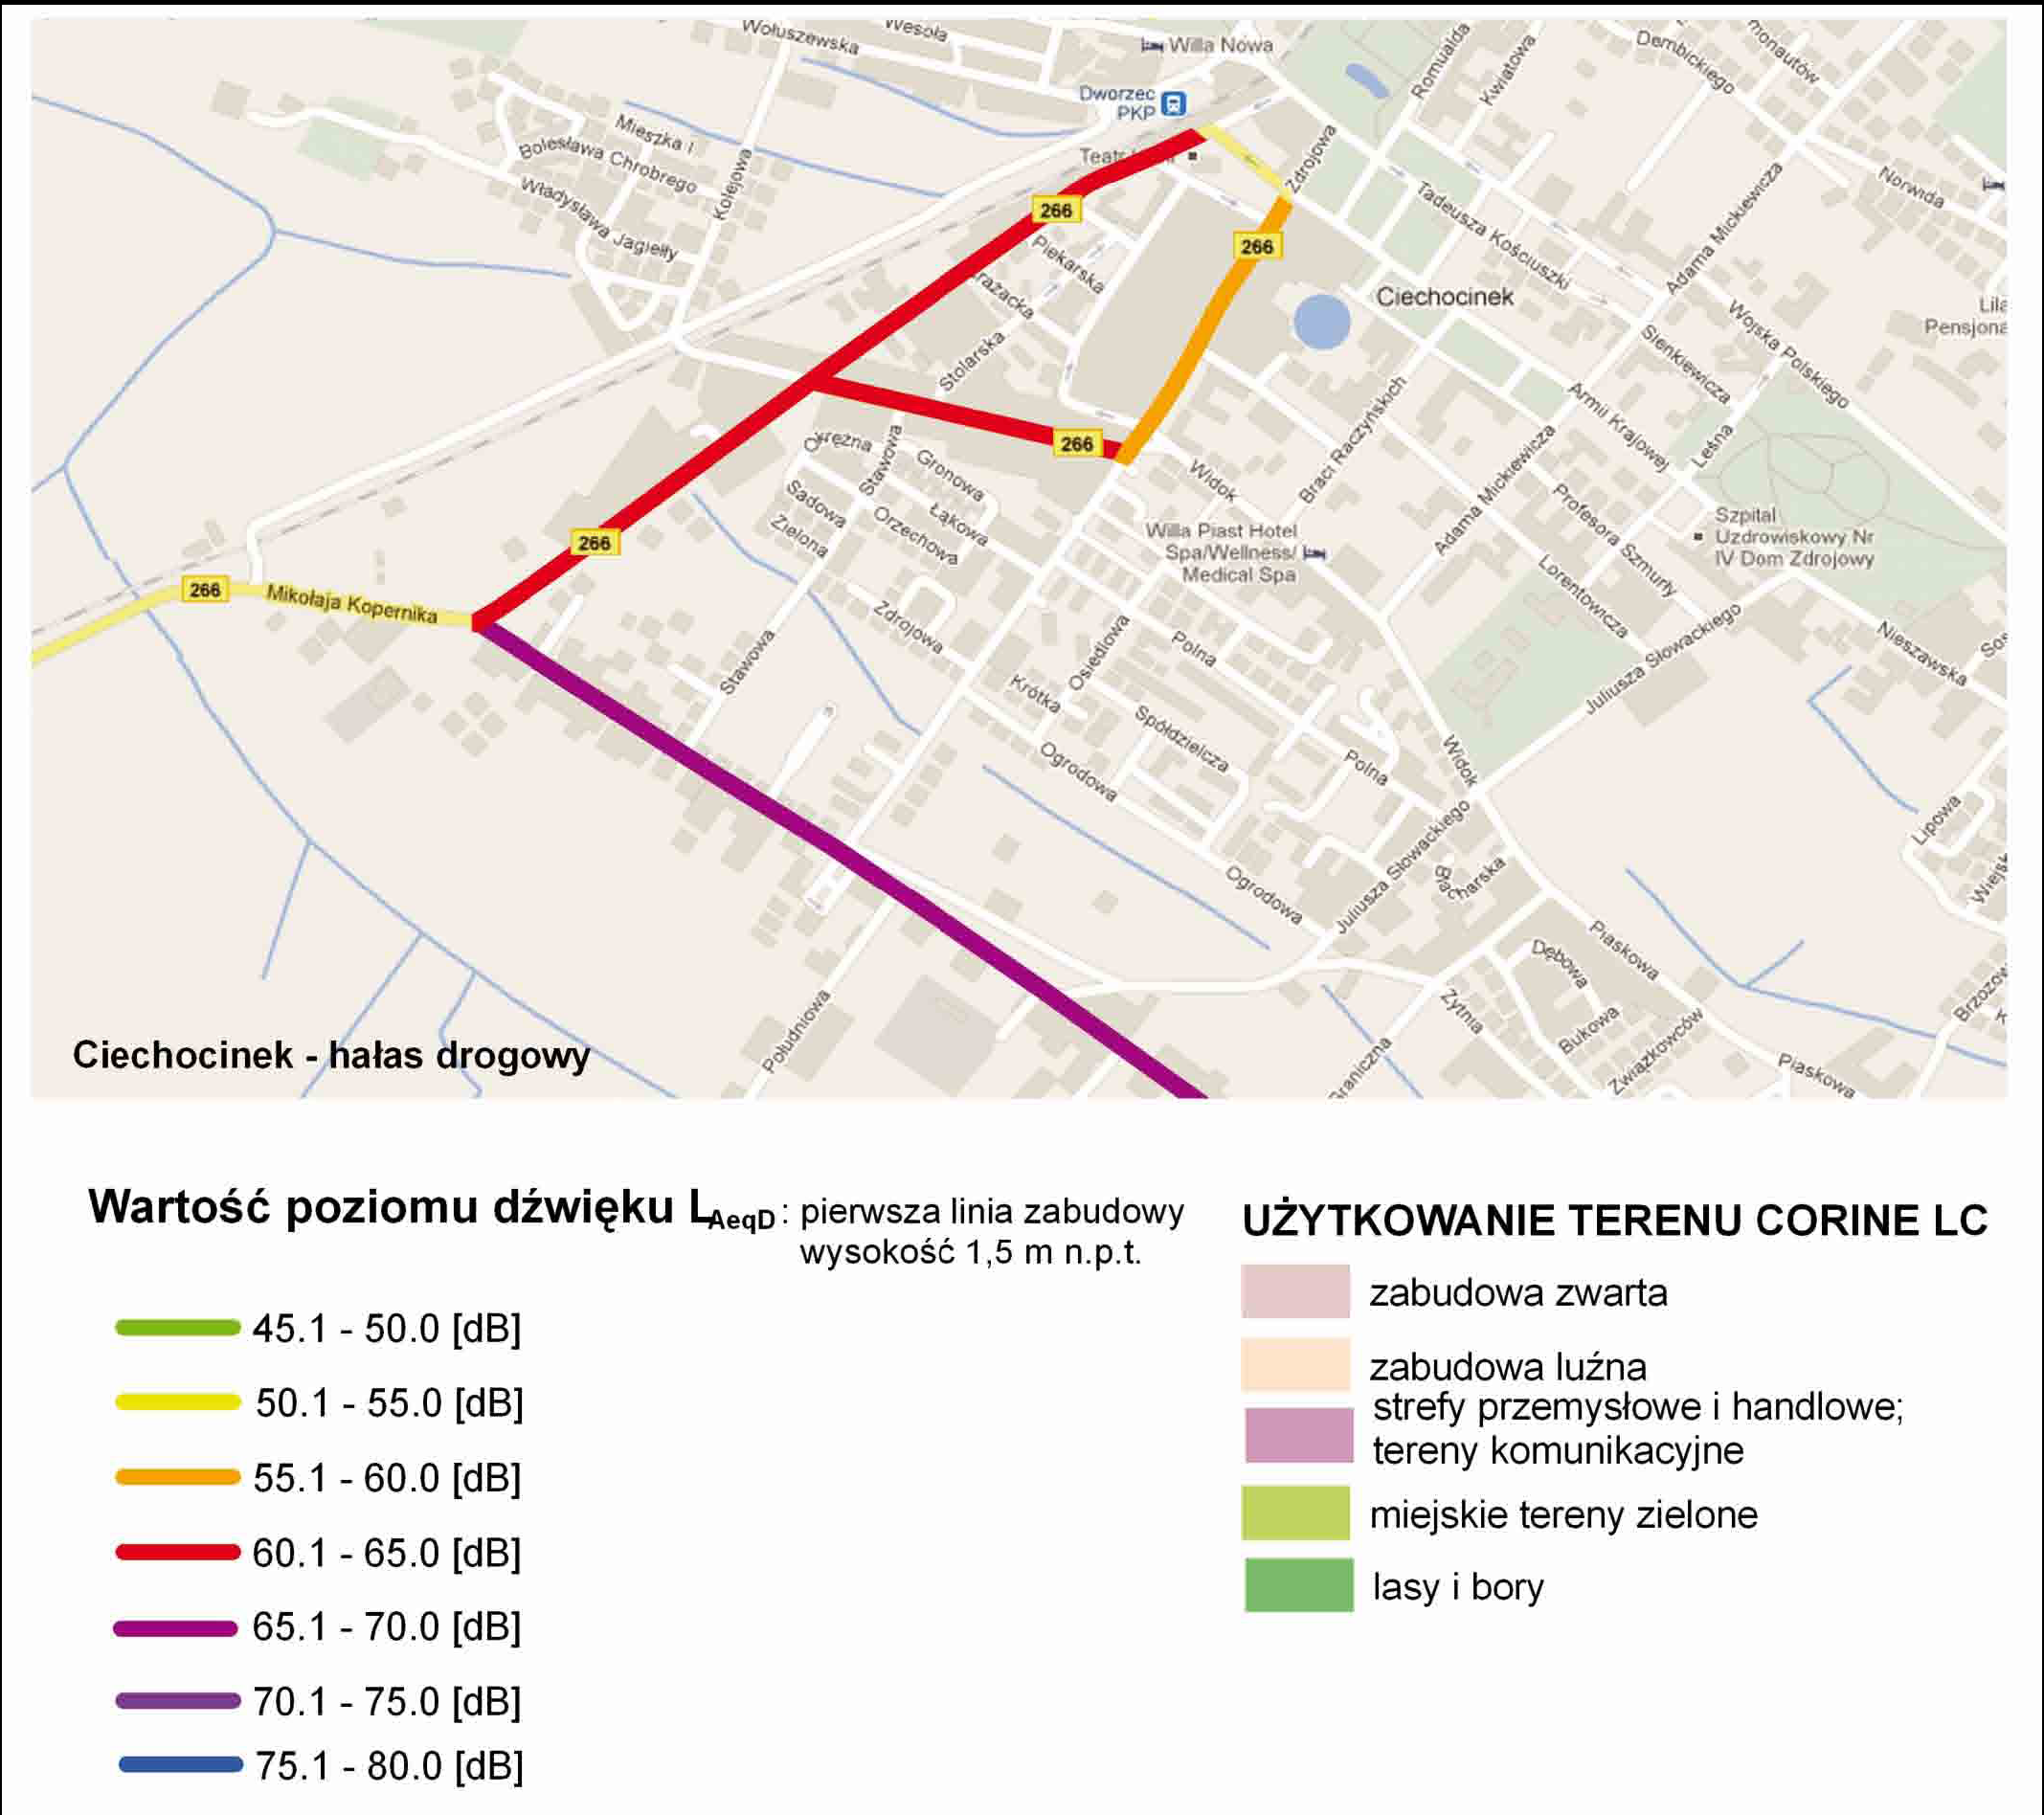 Wołuszewska
Wesoła
Willa Nowa
Dworzec
PKP
Romualda
Kwiatowa
Dembickiego
Mieszka I
Bolesława Chrobrego
Władysława Jagiełły
Kolejowa
Zdrojowa
Tadeusza Kościuszki
Adama Mickiewicza
Norwida
266
266
Piekarska
Stolarska
Ciechocinek
Lila
Pensjona
Sienkiewicza
Wojska Polskiego
Armii Krajowej
Leśna
Braci Raczyńskich
Adama Mickiewicza
Okrężna
Stawowa
Gronowa
Łąkowa
Sadowa
Orzechowa
Zielona
266
Widok
Willa Piast Hotel
Spa/Wellness/
Medical Spa
Profesora Szmurły
Lorentowicza
Szpital
Uzdrowiskowy Nr
IV Dom Zdrojowy
266
266
Mikołaja Kopernika
Zdrojowa
Osiedlowa
Polna
Juliusza Słowackiego
Nieszawska
Stawowa
Krótka
Spółdzielcza
Ogrodowa
Polna
Widok
Lipowa
Juliusza Słowackiego
Blacharska
Ogrodowa
Piaskowa
Dębowa
Południowa
Żytnia
Bukowa
Związkowców
Piaskowa
Ciechocinek - hałas drogowy
Wartość poziomu dźwięku LAeqD : pierwsza linia zabudowy
wysokość 1,5 m n.p.t.
45.1 - 50.0 [dB]
50.1 - 55.0 [dB]
55.1 - 60.0 [dB]
60.1 - 65.0 [dB]
65.1 - 70.0 [dB]
70.1 - 75.0 [dB]
75.1 - 80.0 [dB]
UŻYTKOWANIE TERENU CORINE LC
zabudowa zwarta
zabudowa luźna
strefy przemysłowe i handlowe;
tereny komunikacyjne
miejskie tereny zielone
lasy i bory